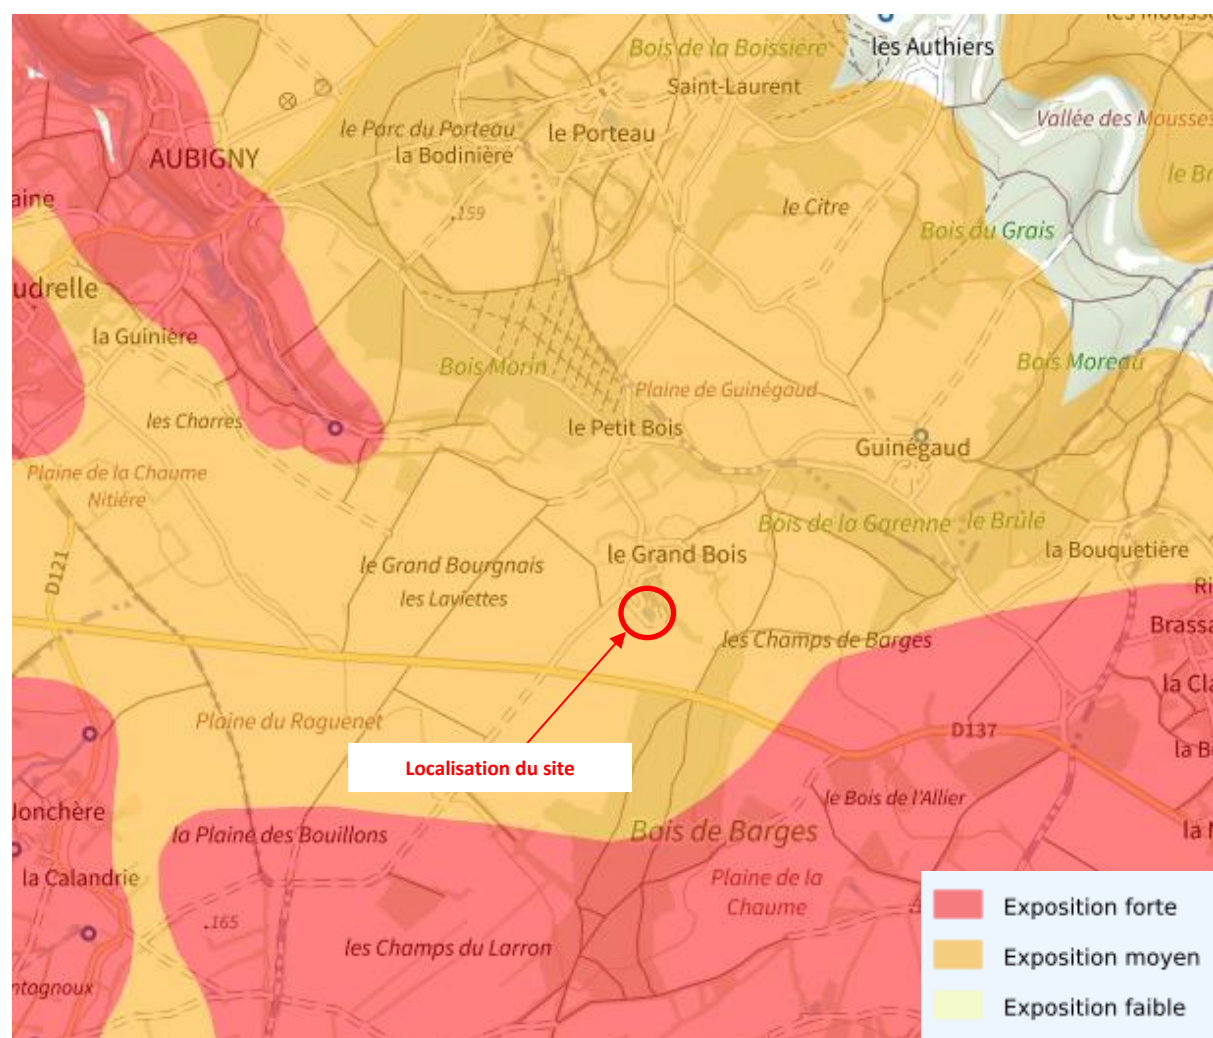 les Authiers
Bois de la Boissière
Saint-Laurent
le Parc du Porteau
le Porteau
la Bodinière
AUBIGNY
Vallée des Mousses
aine
.159
le Citre
Bois du Grais
udrelle
la Guinière
Bois Morin
Bois Moreau
Plaine de Guinégaud
les Charres
le Petit Bois
Guinégaud
Plaine de la Chaume
Nitière
Bois de la Garenne
le Brûlé
D121
le Grand Bourgnais
le Grand Bois
la Bouquetière
les Laviettes
Ri
Brassa
les Champs de Barges
la Cla
Plaine du Raguenet
D137
la B
Localisation du site
Jonchère
la Plaine des Bouillons
le Bois de l'Allier
Bois de Barges
la Calandrie
Plaine de la
Chaume
.165
les Champs du Larron
ntagnoux
Exposition forte
Exposition moyen
Exposition faible